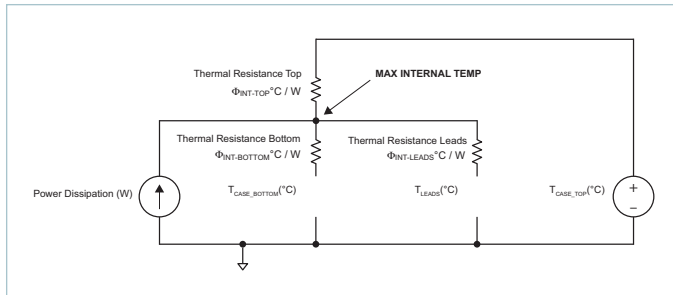 Thermal Resistance Top
MAX INTERNAL TEMP
ΦINT-TOP°C / W
Thermal Resistance Bottom
Thermal Resistance Leads
ΦINT-BOTTOM°C / W
ΦINT-LEADS°C / W
Power Dissipation (W)
TCASE_BOTTOM(°C)
TLEADS(°C)
TCASE_TOP(°C)
+
–